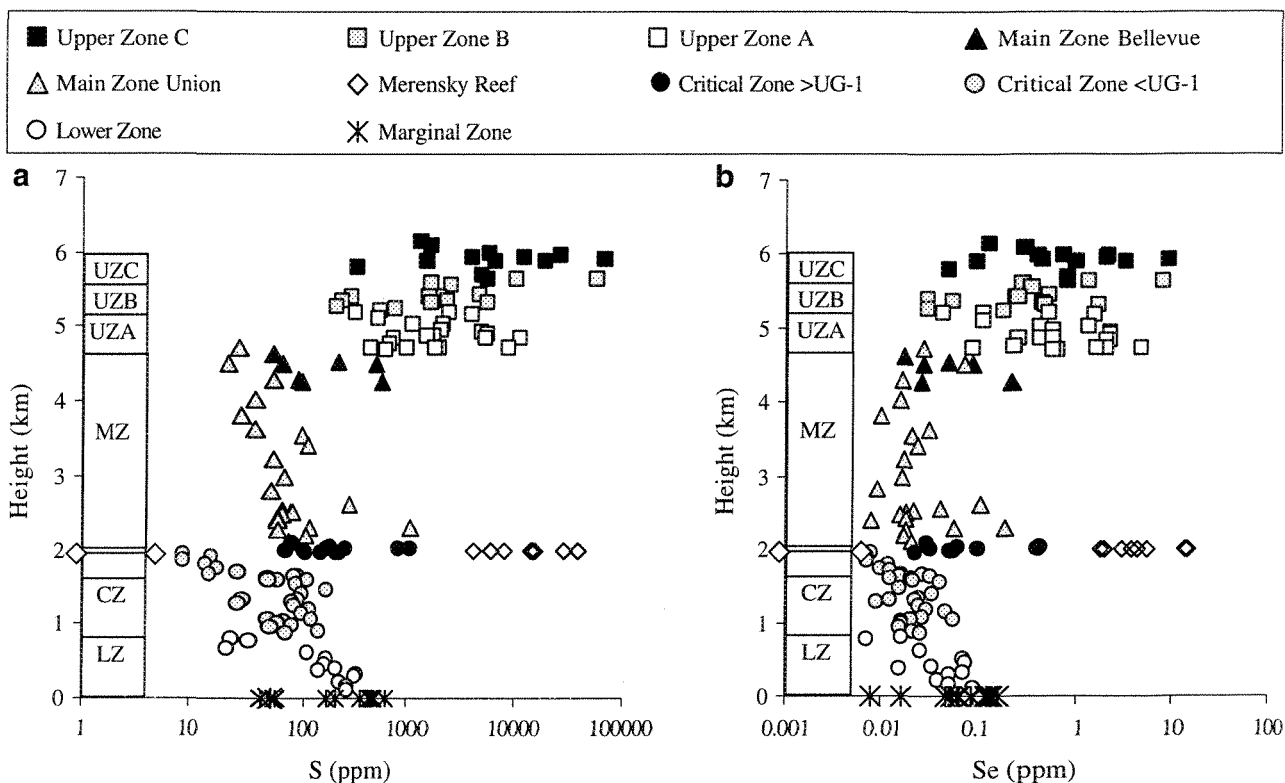 Upper Zone C Upper Zone B Upper Zone A Main Zone Bellevue
Main Zone Union Merensky Reef Critical Zone >UG-1 Critical Zone <UG-1
Lower Zone Marginal Zone
a
7
6
5
4
3
2
1
0
Height (km)
UZC
UZB
UZA
MZ
CZ
LZ
1 10 100 1000 10000 100000
S (ppm)
b
7
6
5
4
3
2
1
0
Height (km)
UZC
UZB
UZA
MZ
CZ
LZ
0.001 0.01 0.1 1 10 100
Se (ppm)